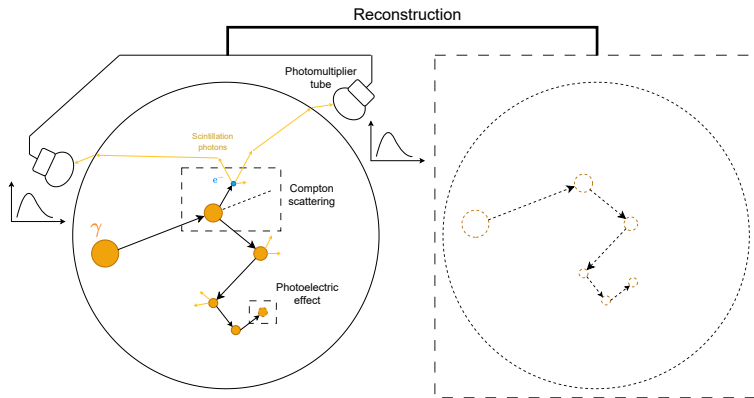 Reconstruction
Photomultiplier
tube
Scintillation
photons
e⁻
Compton
scattering
γ
Photoelectric
effect